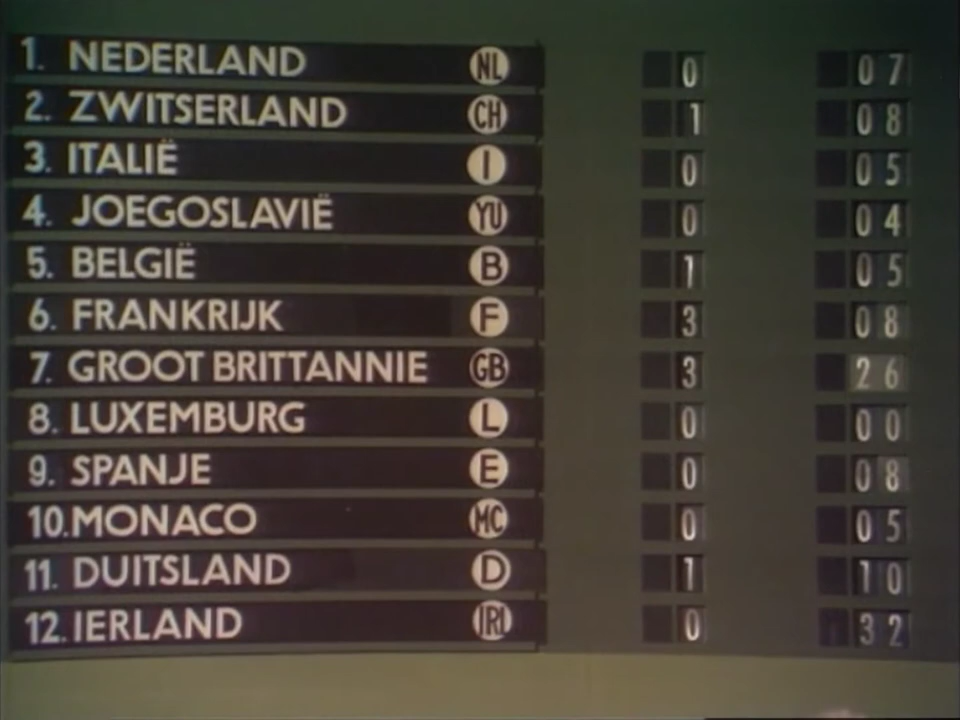 1. NEDERLAND NL 0 07
2. ZWITSERLAND CH 1 08
3. ITALIË I 0 05
4. JOEGOSLAVIË YU 0 04
5. BELGIË B 1 05
6. FRANKRIJK F 3 08
7. GROOT BRITTANNIE GB 3 26
8. LUXEMBURG L 0 00
9. SPANJE E 0 08
10. MONACO MC 0 05
11. DUITSLAND D 1 10
12. IERLAND IRL 0 32